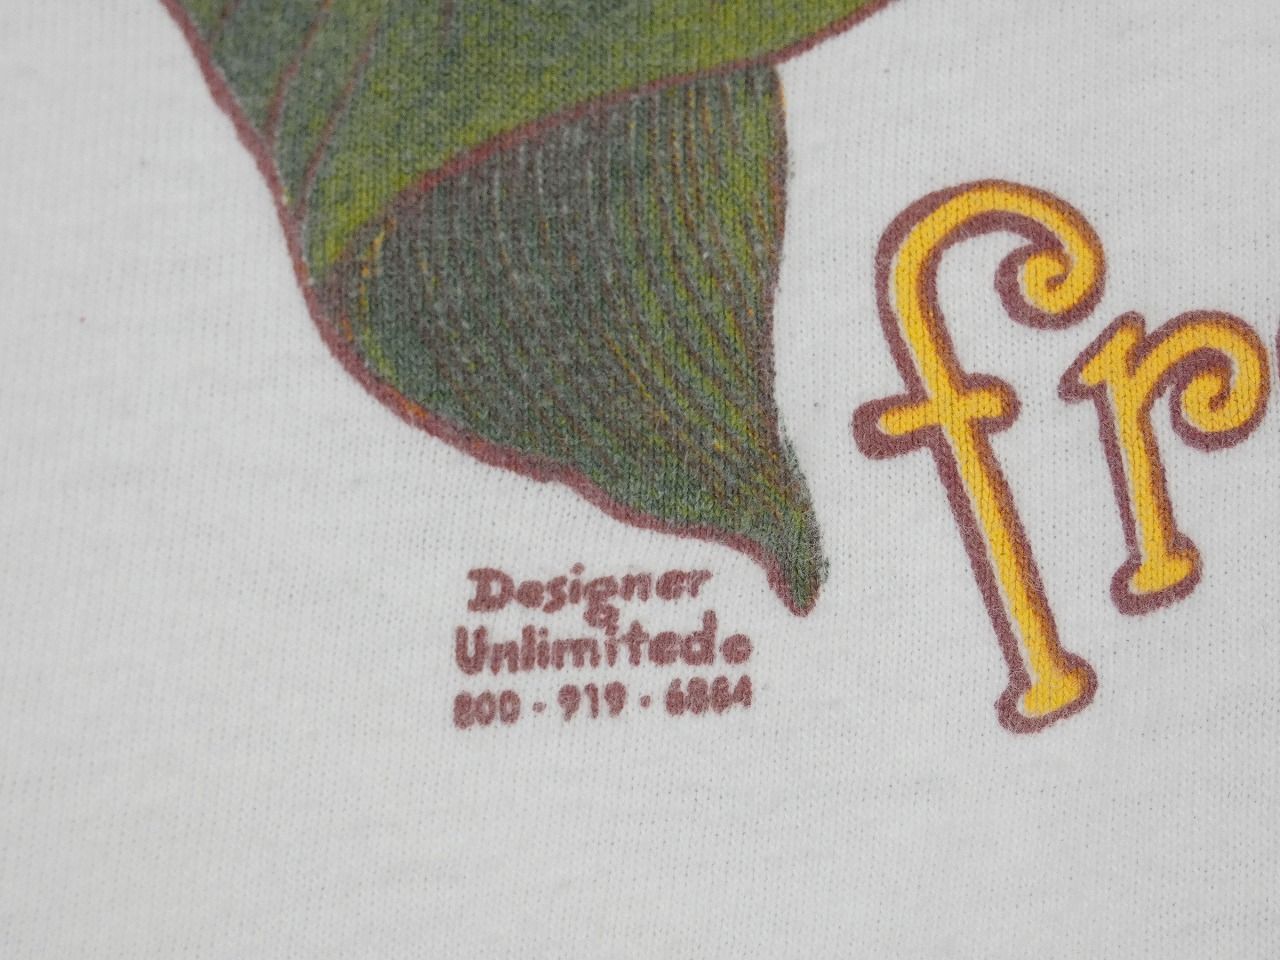 fr
Designer
&
Unlimited
800 · 919 · 6864